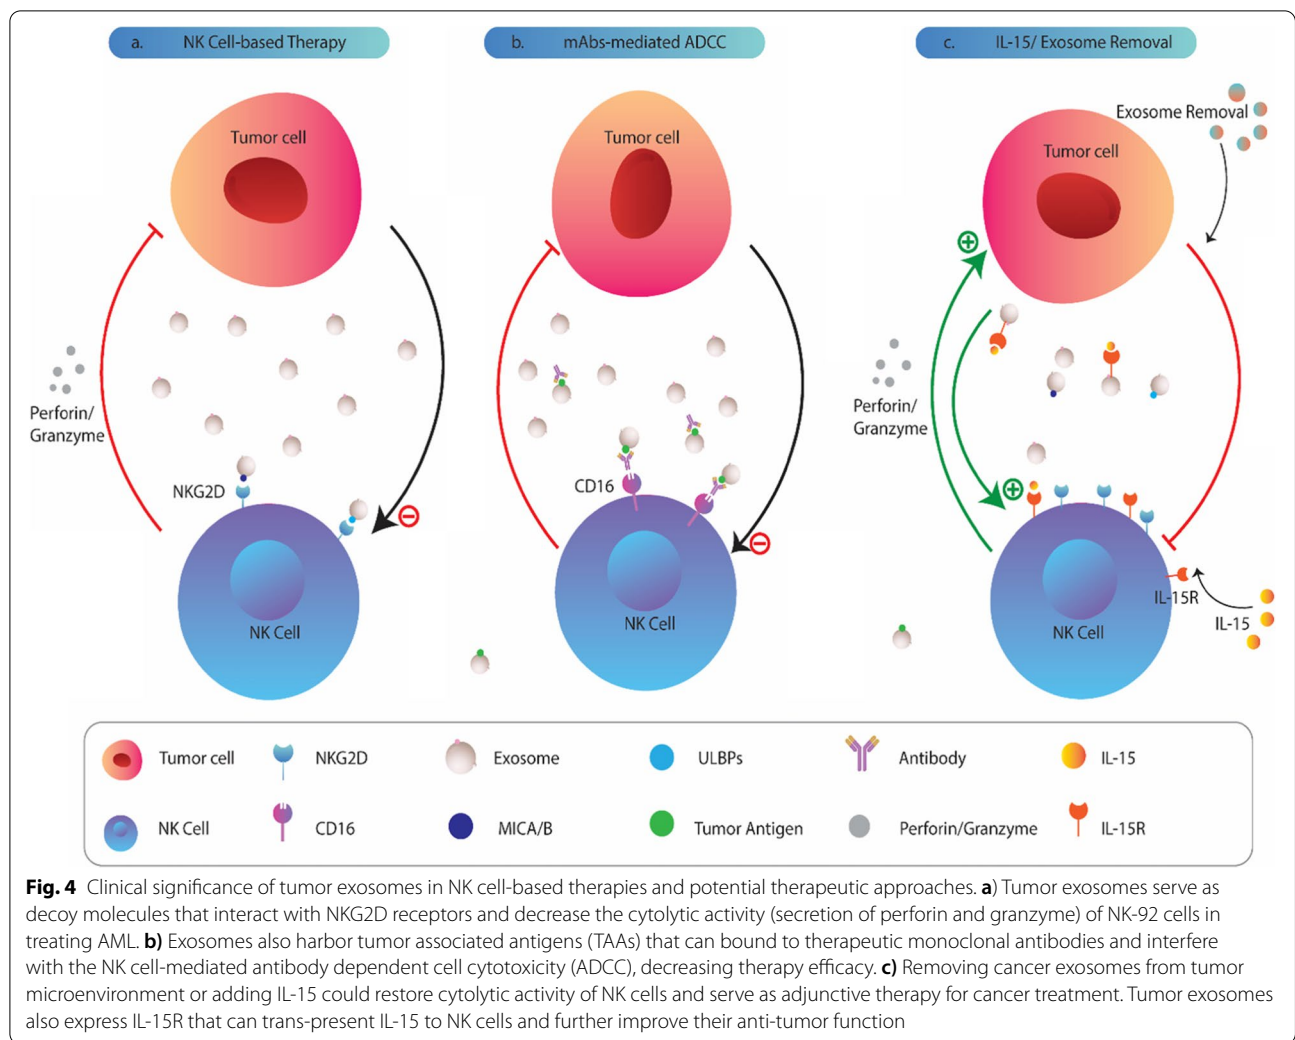 a. NK Cell-based Therapy
b. mAbs-mediated ADCC
c. IL-15/ Exosome Removal
Tumor cell
Perforin/
Granzyme
NKG2D
NK Cell
Tumor cell
CD16
NK Cell
Exosome Removal
Tumor cell
Perforin/
Granzyme
IL-15R
IL-15
NK Cell
Tumor cell NKG2D Exosome ULBPs Antibody IL-15
NK Cell CD16 MICA/B Tumor Antigen Perforin/Granzyme IL-15R
Fig. 4 Clinical significance of tumor exosomes in NK cell-based therapies and potential therapeutic approaches. a) Tumor exosomes serve as
decoy molecules that interact with NKG2D receptors and decrease the cytolytic activity (secretion of perforin and granzyme) of NK-92 cells in
treating AML. b) Exosomes also harbor tumor associated antigens (TAAs) that can bound to therapeutic monoclonal antibodies and interfere
with the NK cell-mediated antibody dependent cell cytotoxicity (ADCC), decreasing therapy efficacy. c) Removing cancer exosomes from tumor
microenvironment or adding IL-15 could restore cytolytic activity of NK cells and serve as adjunctive therapy for cancer treatment. Tumor exosomes
also express IL-15R that can trans-present IL-15 to NK cells and further improve their anti-tumor function